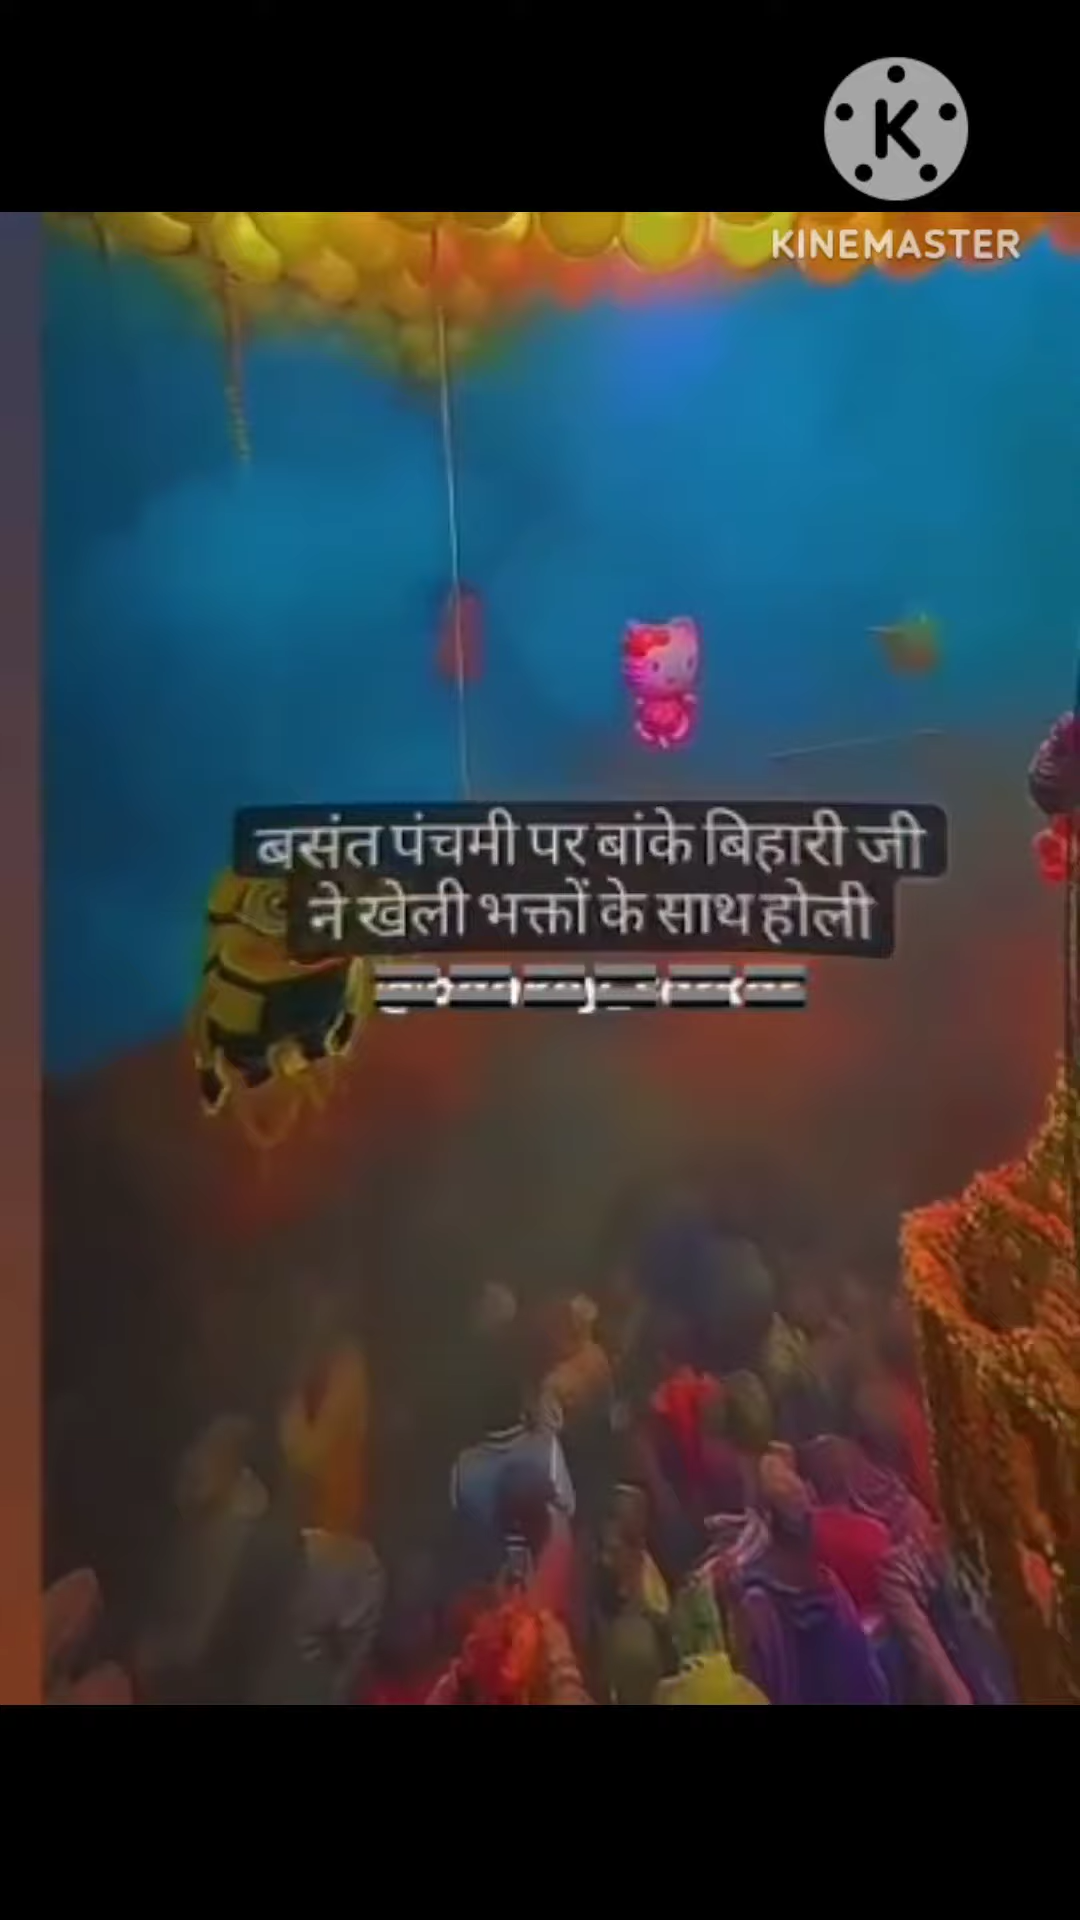 K
KINEMASTER
बसंत पंचमी पर बांके बिहारी जी
ने खेली भक्तों के साथ होली